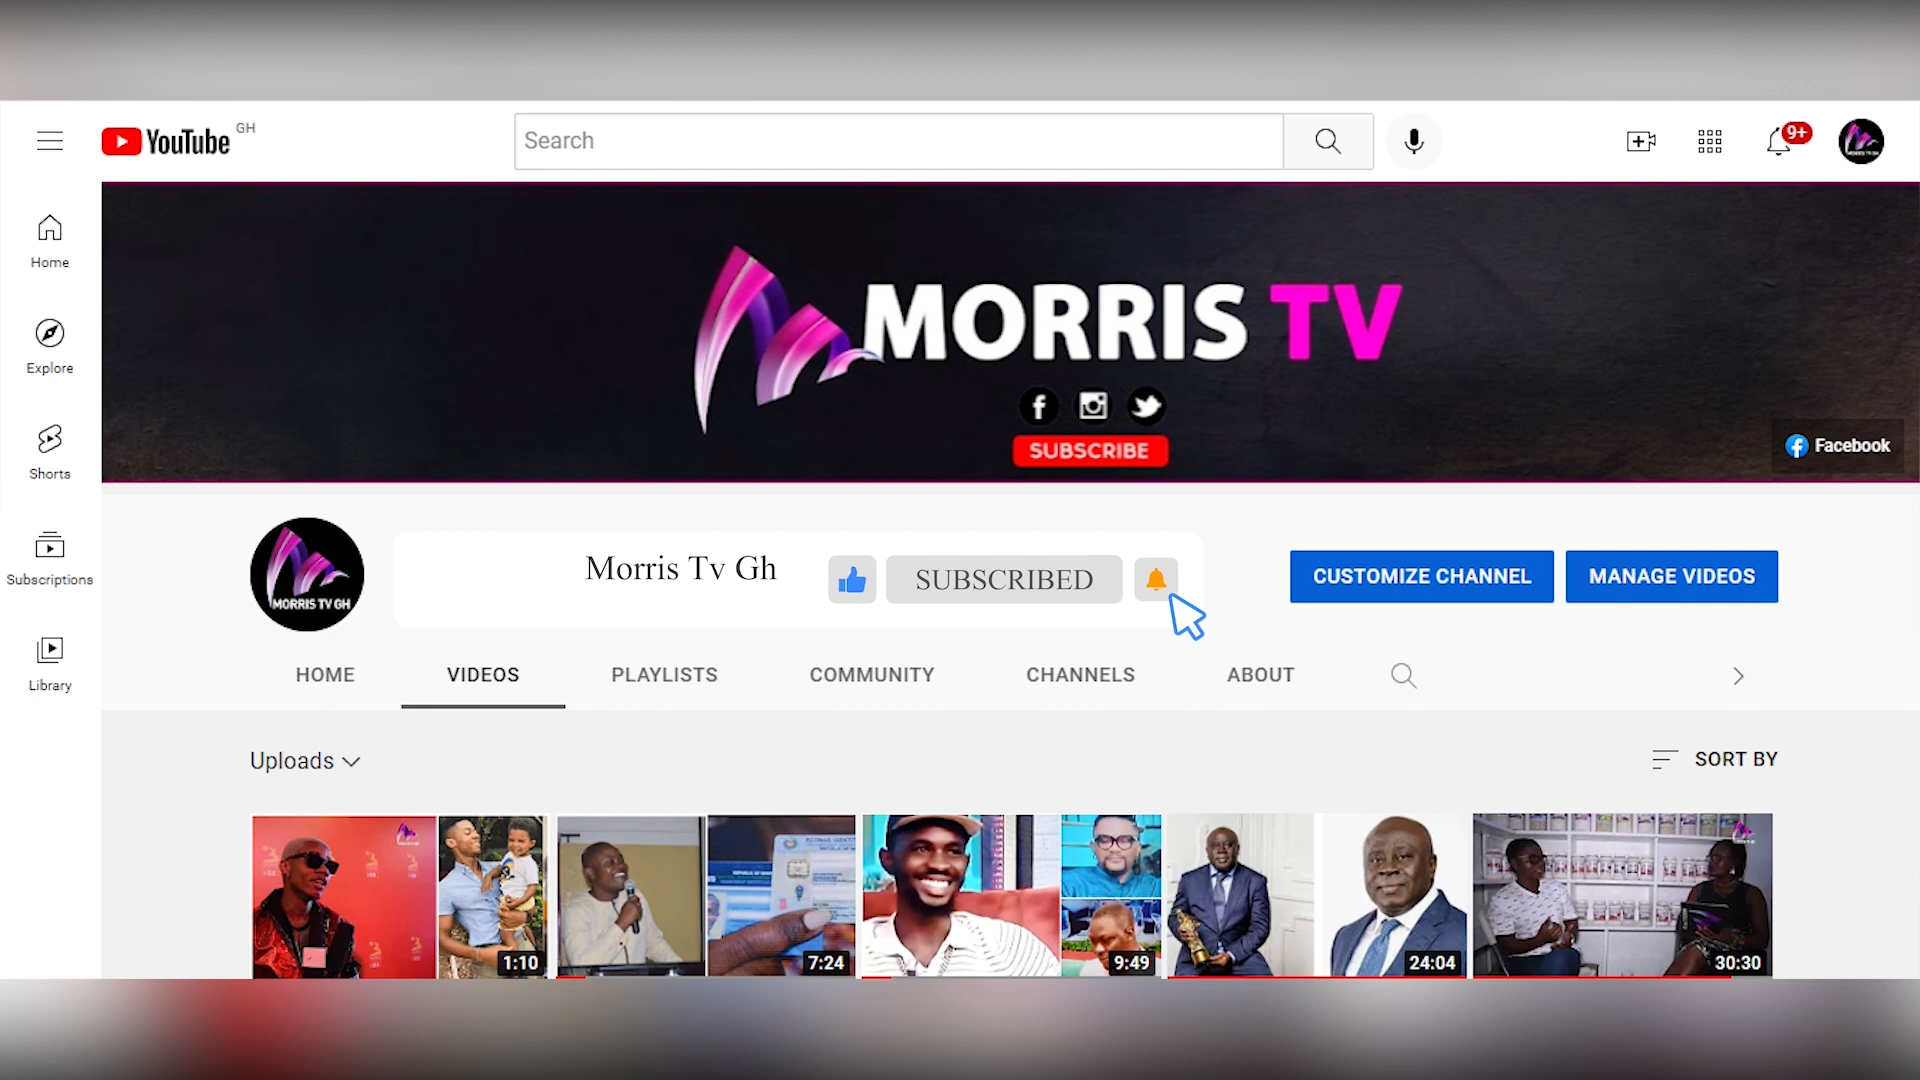 YouTube GH
Search
9+
Home
Explore
Shorts
Subscriptions
Library
MORRIS TV
SUBSCRIBE
Facebook
MORRIS TV GH
Morris Tv Gh
SUBSCRIBED
CUSTOMIZE CHANNEL
MANAGE VIDEOS
HOME VIDEOS PLAYLISTS COMMUNITY CHANNELS ABOUT
Uploads
SORT BY
1:10
7:24
9:49
24:04
30:30